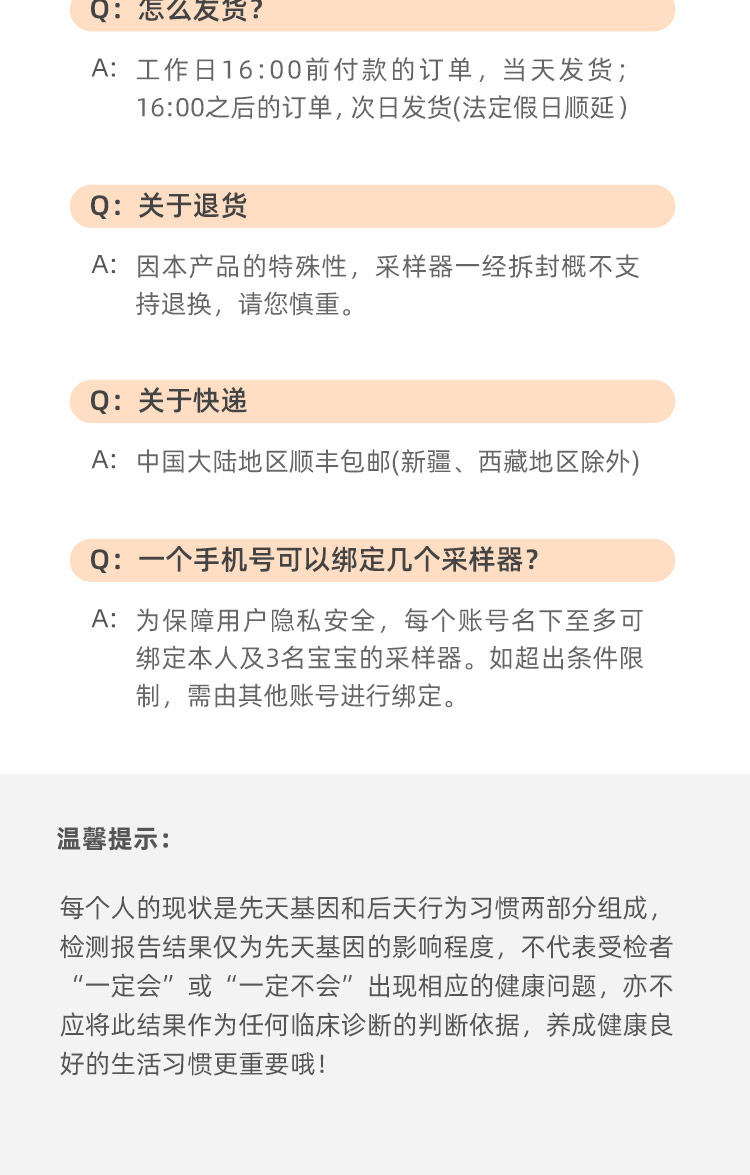 Q：怎么发货？
A：工作日16:00前付款的订单，当天发货；
16:00之后的订单，次日发货(法定假日顺延）
Q：关于退货
A：因本产品的特殊性，采样器一经拆封概不支
持退换，请您慎重。
Q：关于快递
A：中国大陆地区顺丰包邮(新疆、西藏地区除外)
Q：一个手机号可以绑定几个采样器？
A：为保障用户隐私安全，每个账号名下至多可
绑定本人及3名宝宝的采样器。如超出条件限
制，需由其他账号进行绑定。
温馨提示：
每个人的现状是先天基因和后天行为习惯两部分组成，
检测报告结果仅为先天基因的影响程度，不代表受检者
“一定会”或“一定不会”出现相应的健康问题，亦不
应将此结果作为任何临床诊断的判断依据，养成健康良
好的生活习惯更重要哦！